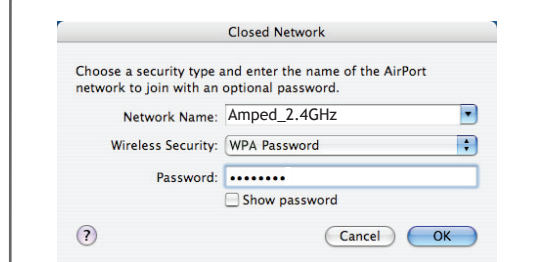 Closed Network
Choose a security type and enter the name of the AirPort
network to join with an optional password.
Network Name: Amped_2.4GHz
Wireless Security: WPA Password
Password: ••••••••
Show password
? Cancel OK